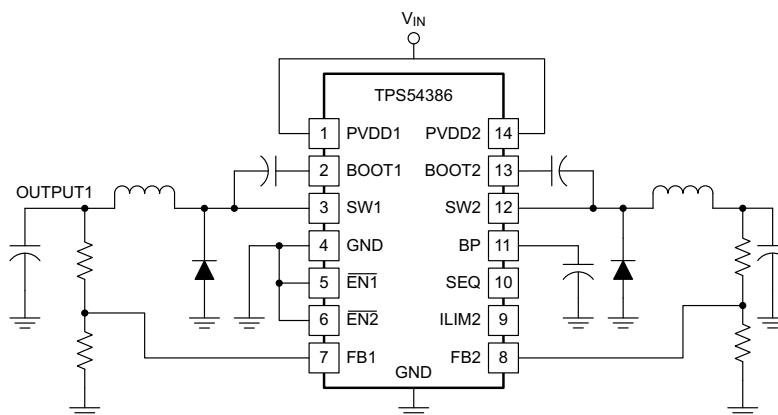 VIN
TPS54386
1 PVDD1 PVDD2 14
2 BOOT1 BOOT2 13
OUTPUT1
3 SW1 SW2 12
4 GND BP 11
5 EN1 SEQ 10
6 EN2 ILIM2 9
7 FB1 FB2 8
GND